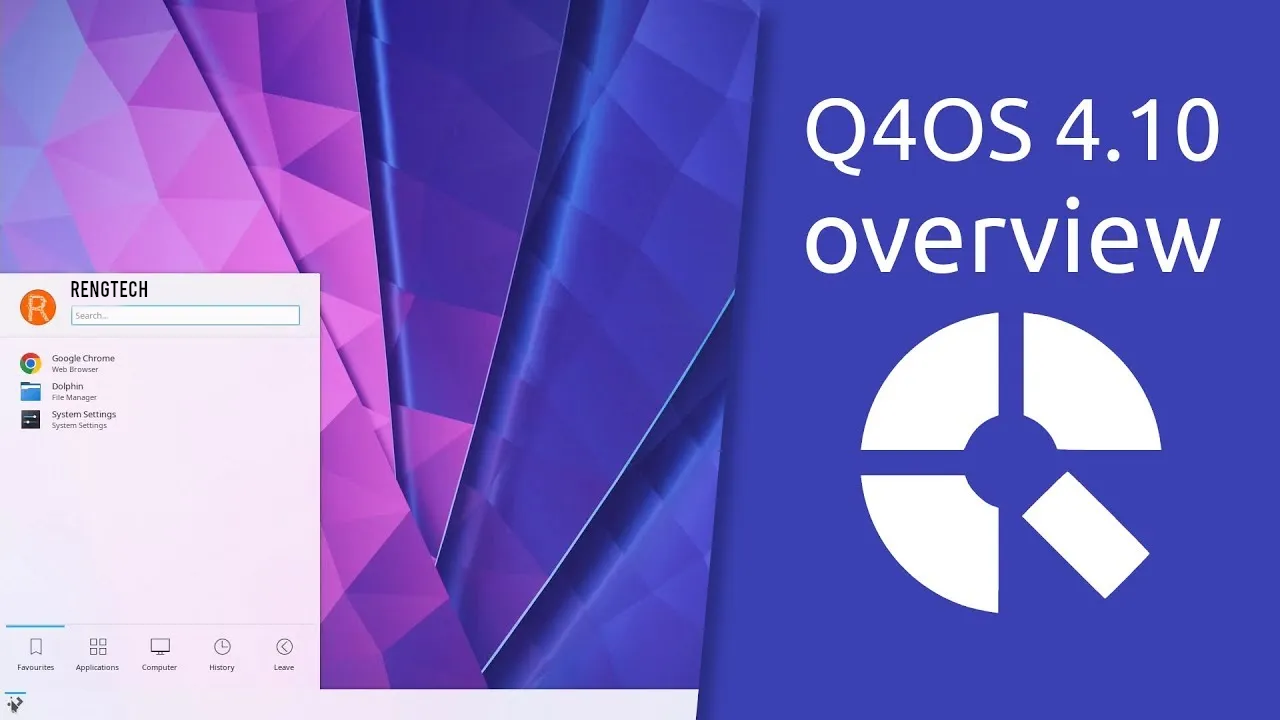 Q4OS 4.10
overview
RENGTECH
Search...
Google Chrome
Web Browser
Dolphin
File Manager
System Settings
System Settings
Favourites
Applications
Computer
History
Leave